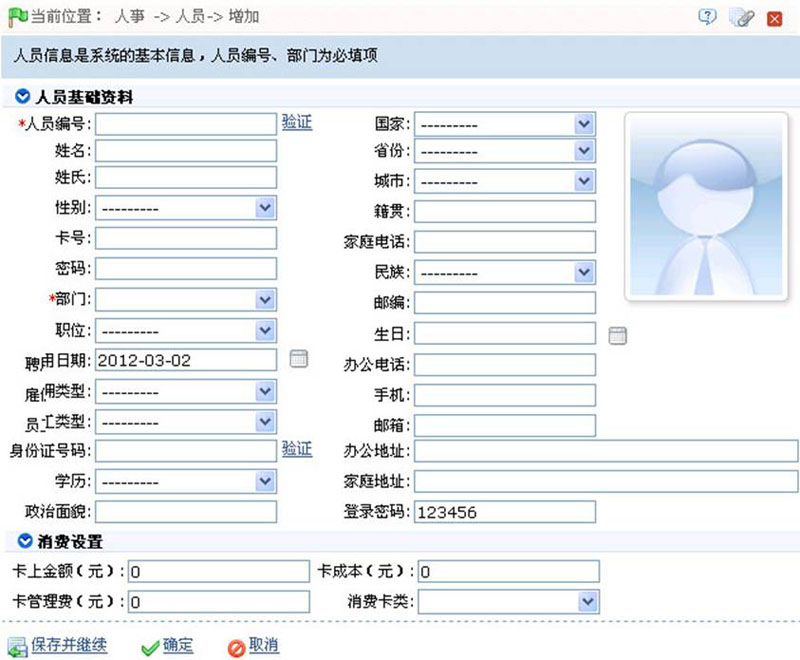 当前位置： 人事 -> 人员-> 增加
人员信息是系统的基本信息，人员编号、部门为必填项
人员基础资料
*人员编号: 验证 国家: ---------
姓名: 省份: ---------
姓氏: 城市: ---------
性别: --------- 籍贯:
卡号: 家庭电话:
密码: 民族: ---------
*部门: 邮编:
职位: --------- 生日:
聘用日期: 2012-03-02 办公电话:
雇佣类型: --------- 手机:
员工类型: --------- 邮箱:
身份证号码: 验证 办公地址:
学历: --------- 家庭地址:
政治面貌: 登录密码: 123456
消费设置
卡上金额（元）: 0 卡成本（元）: 0
卡管理费（元）: 0 消费卡类:
保存并继续 确定 取消